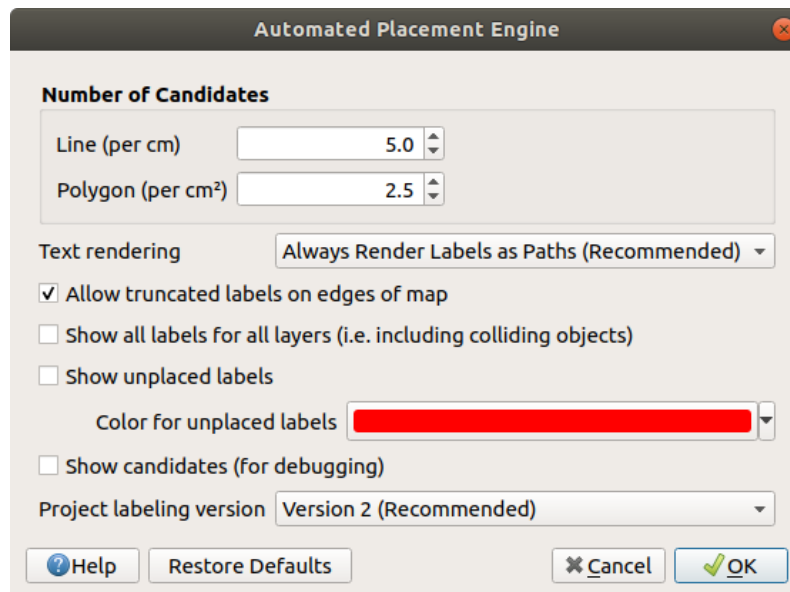 Automated Placement Engine
Number of Candidates
Line (per cm) 5.0
Polygon (per cm²) 2.5
Text rendering Always Render Labels as Paths (Recommended)
Allow truncated labels on edges of map
Show all labels for all layers (i.e. including colliding objects)
Show unplaced labels
Color for unplaced labels
Show candidates (for debugging)
Project labeling version Version 2 (Recommended)
Help Restore Defaults Cancel OK